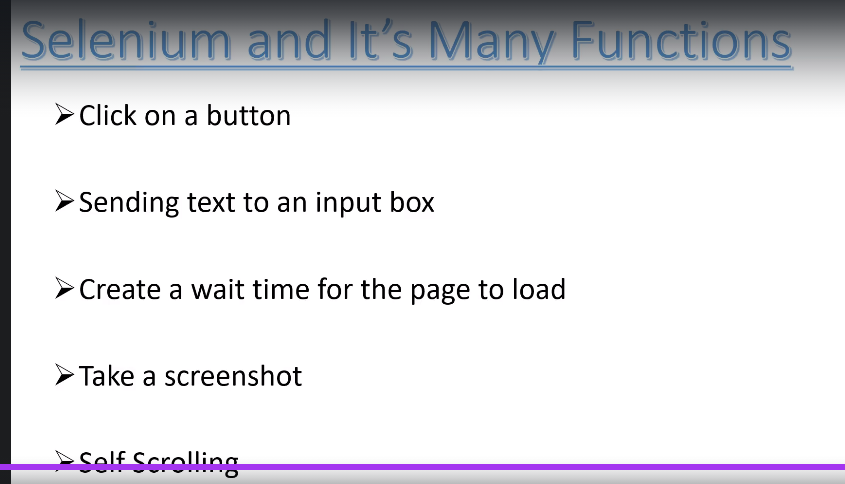 Selenium and It's Many Functions
➢Click on a button
➢Sending text to an input box
➢Create a wait time for the page to load
➢Take a screenshot
➢Self Scrolling